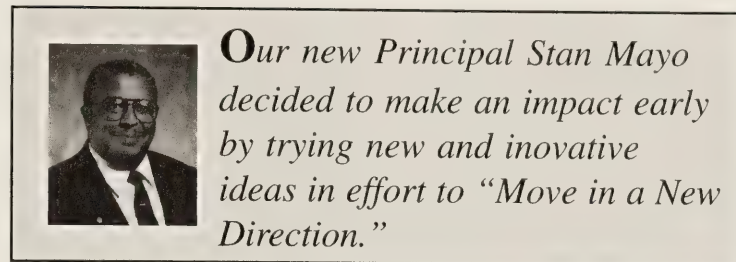 Our new Principal Stan Mayo
decided to make an impact early
by trying new and inovative
ideas in effort to “Move in a New
Direction.”